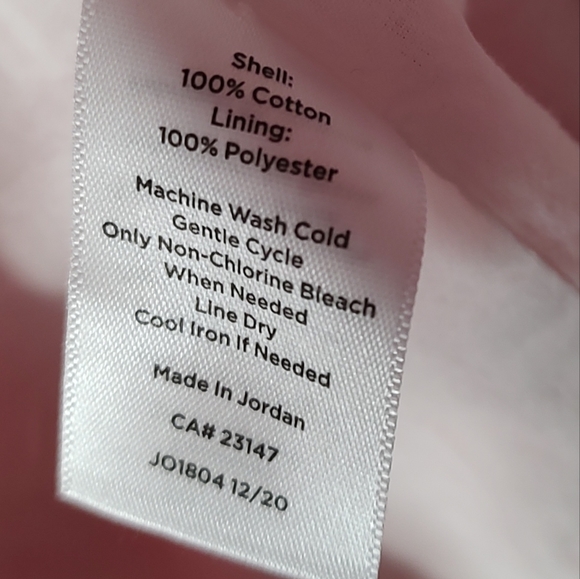 Shell:
100% Cotton
Lining:
100% Polyester
Machine Wash Cold
Gentle Cycle
Only Non-Chlorine Bleach
When Needed
Line Dry
Cool Iron If Needed
Made In Jordan
CA# 23147
JO1804 12/20